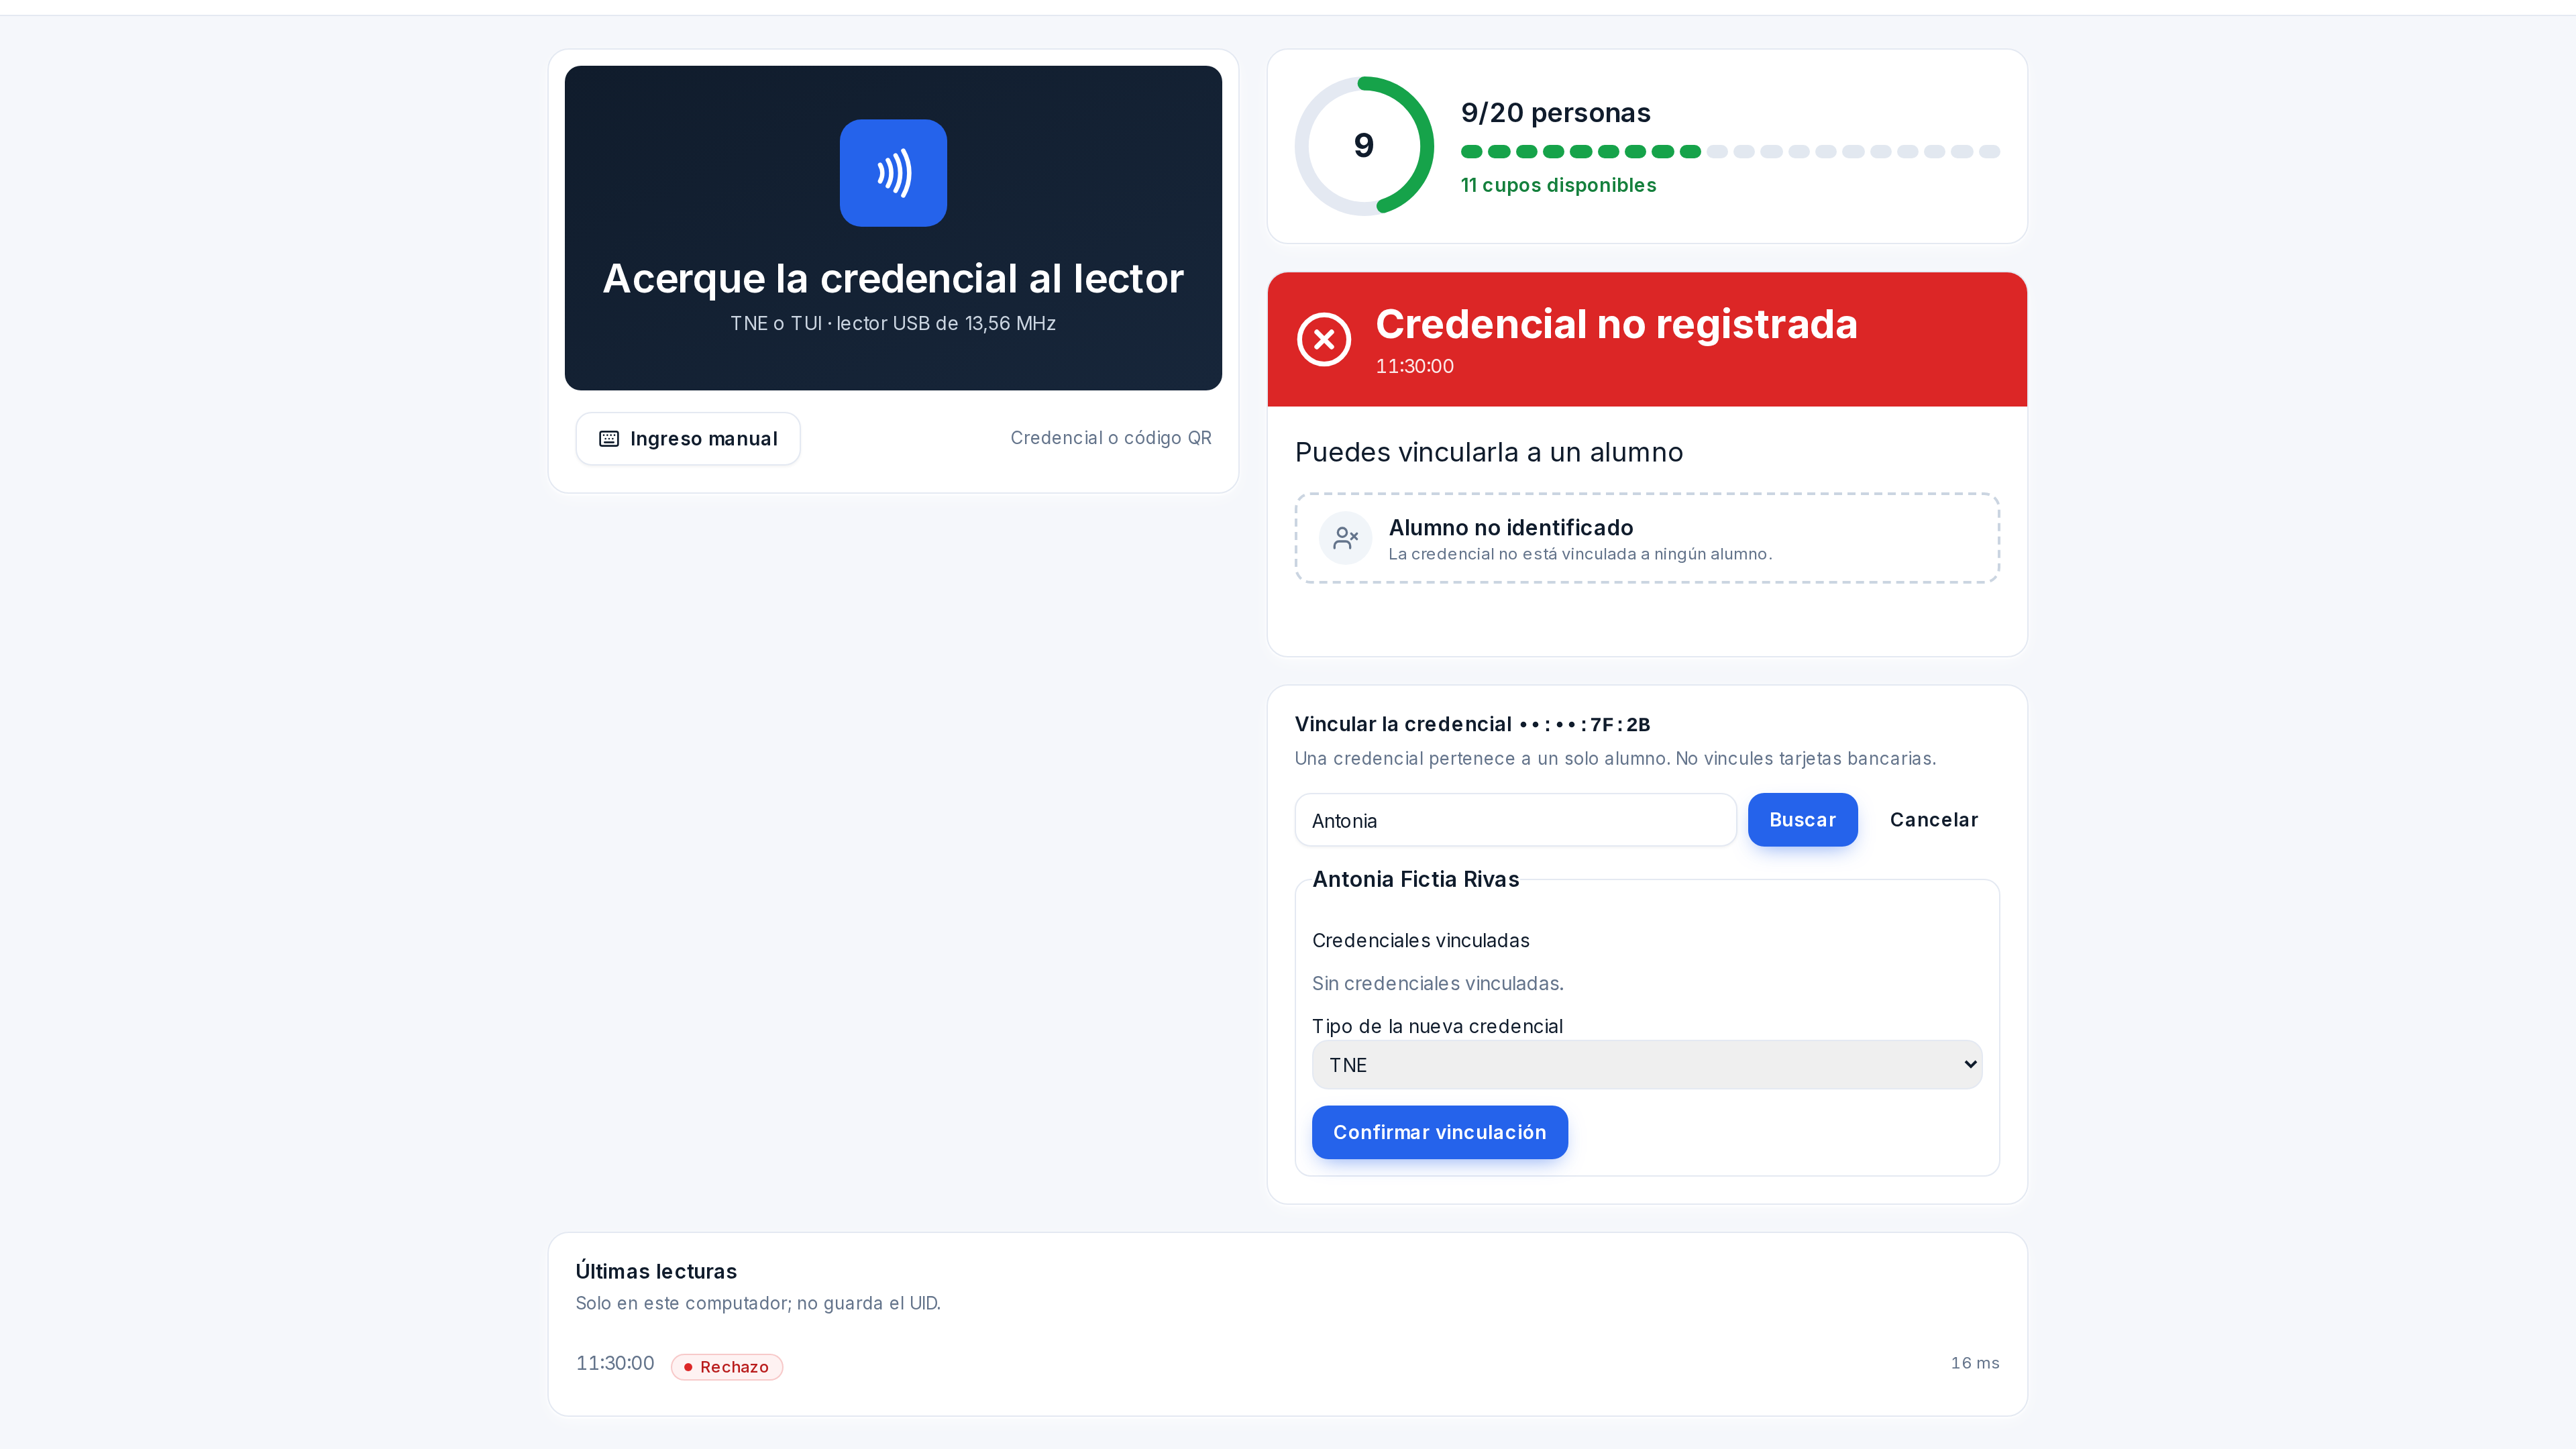 Acerque la credencial al lector
TNE o TUI · lector USB de 13,56 MHz
Ingreso manual
Credencial o código QR
9
9/20 personas
11 cupos disponibles
Credencial no registrada
11:30:00
Puedes vincularla a un alumno
Alumno no identificado
La credencial no está vinculada a ningún alumno.
Vincular la credencial ••:••:7F:2B
Una credencial pertenece a un solo alumno. No vincules tarjetas bancarias.
Antonia
Buscar
Cancelar
Antonia Fictia Rivas
Credenciales vinculadas
Sin credenciales vinculadas.
Tipo de la nueva credencial
TNE
Confirmar vinculación
Últimas lecturas
Solo en este computador; no guarda el UID.
11:30:00 Rechazo 16 ms